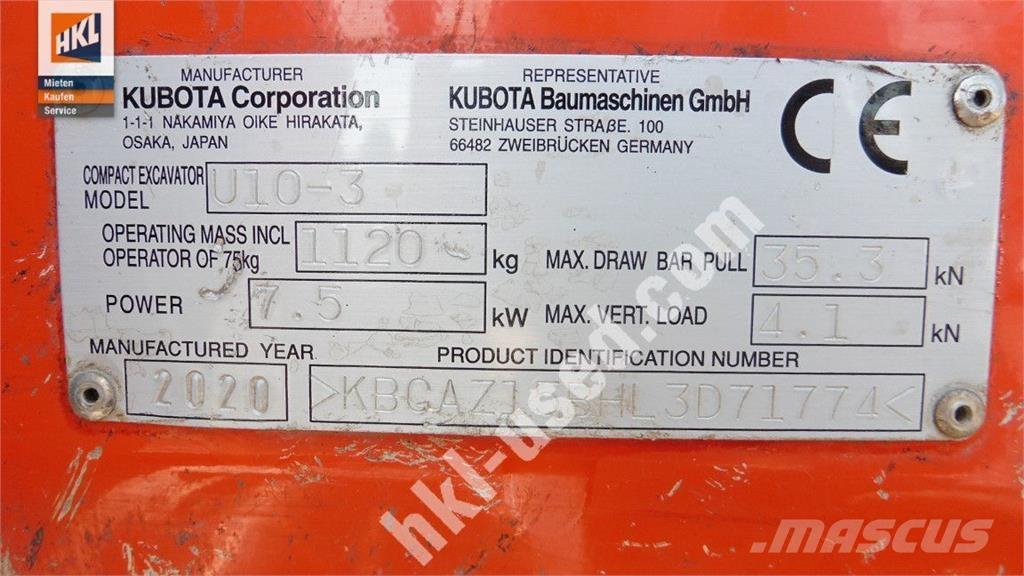 HKL
Mieten
Kaufen
Service
MANUFACTURER
KUBOTA Corporation
1-1-1 NAKAMIYA OIKE HIRAKATA,
OSAKA, JAPAN
REPRESENTATIVE
KUBOTA Baumaschinen GmbH
STEINHAUSER STRAßE. 100
66482 ZWEIBRÜCKEN GERMANY
CE
COMPACT EXCAVATOR
MODEL
U10-3
OPERATING MASS INCL
OPERATOR OF 75kg
1120 kg
MAX. DRAW BAR PULL 35.3 kN
POWER 7.5 kW
MAX. VERT. LOAD 4.1 kN
MANUFACTURED YEAR
2020
PRODUCT IDENTIFICATION NUMBER
hkl-used.com
MASCUS